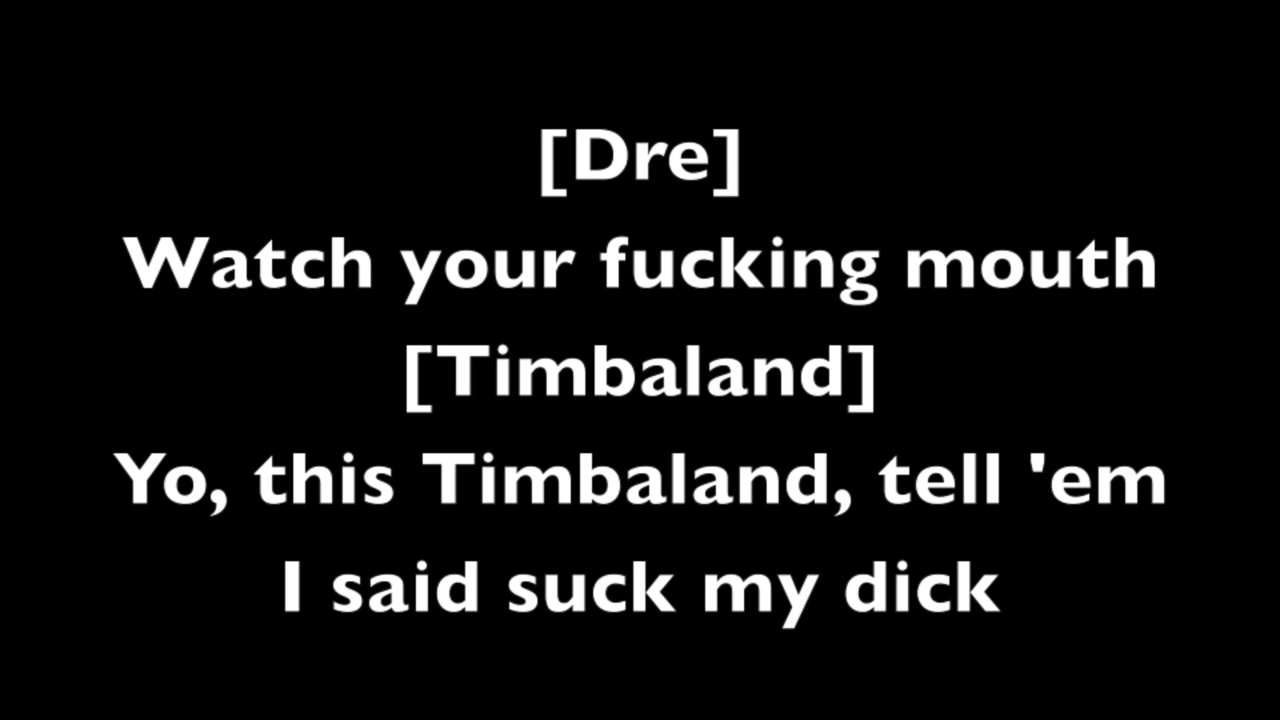 [Dre]
Watch your fucking mouth
[Timbaland]
Yo, this Timbaland, tell 'em
I said suck my dick